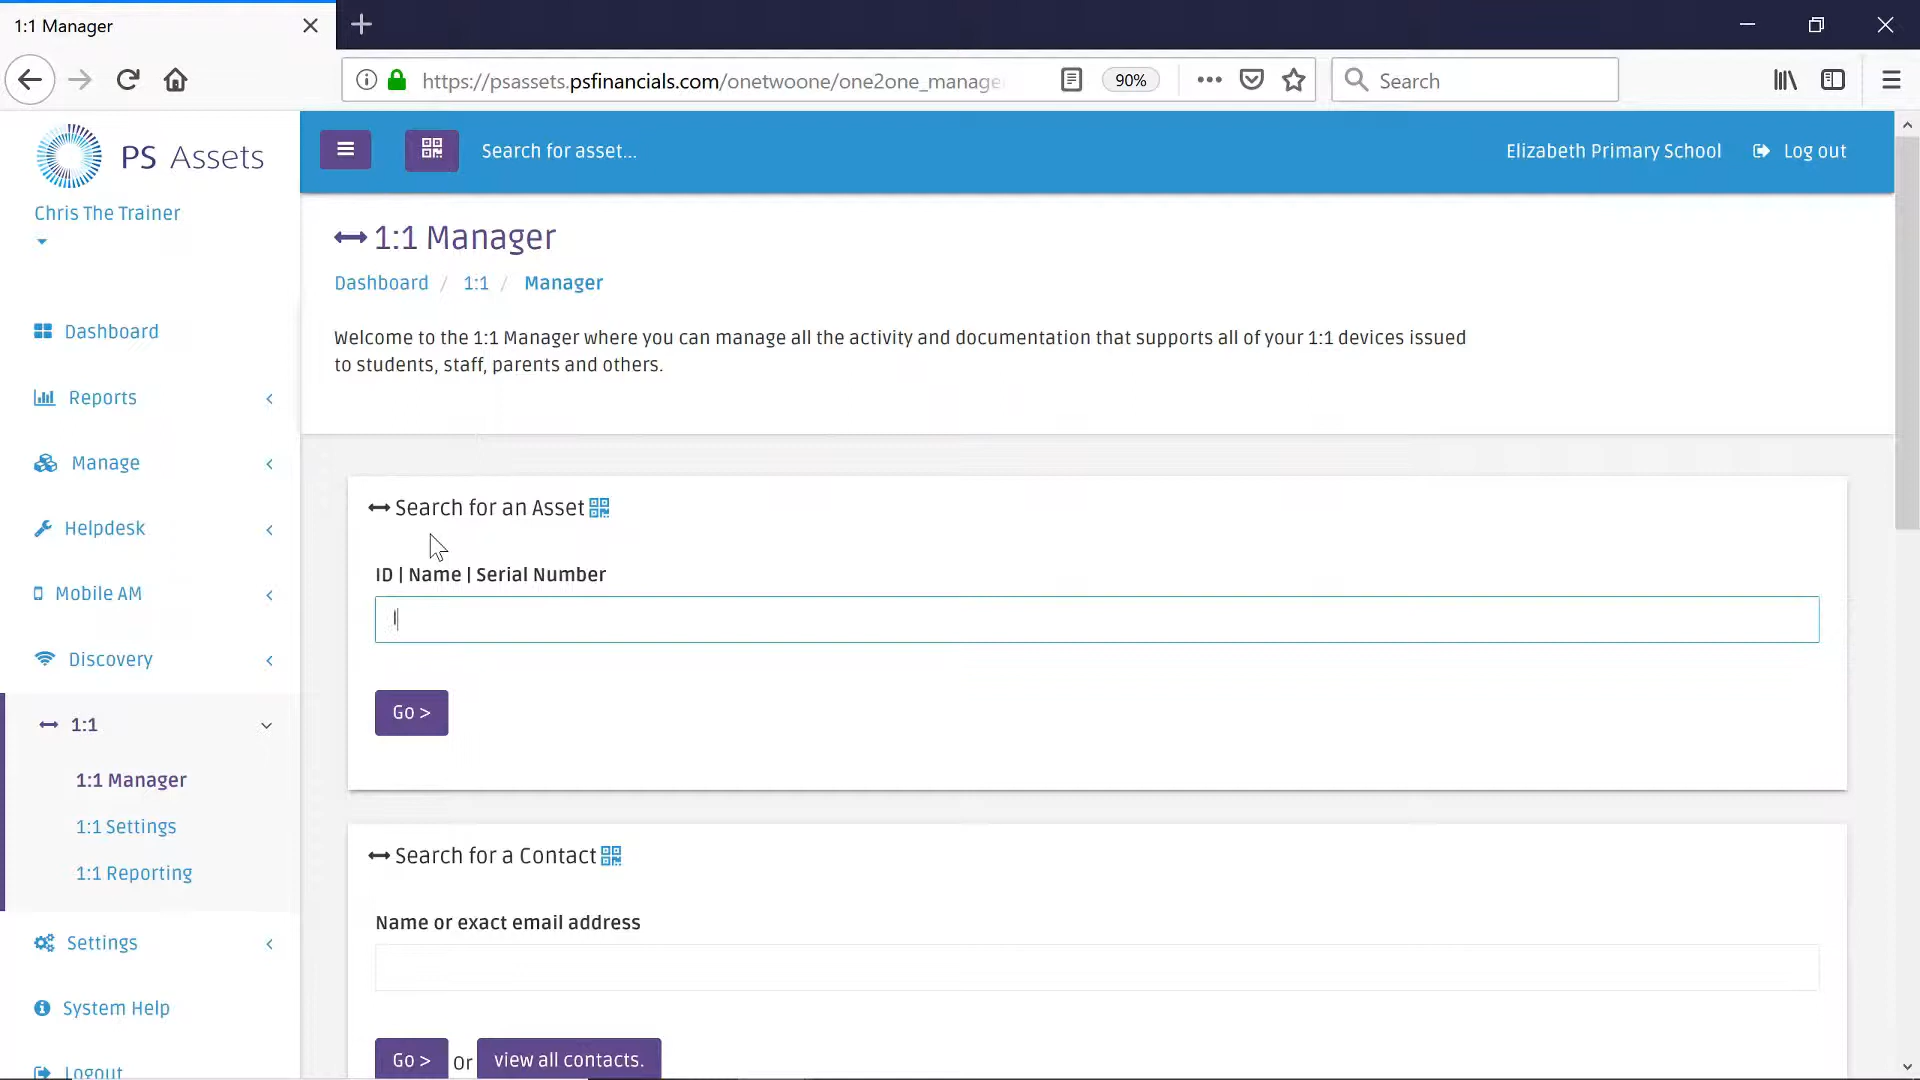 1:1 Manager
https://psassets.psfinancials.com/onetwoone/one2one_manage
90%
Search
PS Assets
Search for asset...
Elizabeth Primary School
Log out
Chris The Trainer
1:1 Manager
Dashboard / 1:1 / Manager
Welcome to the 1:1 Manager where you can manage all the activity and documentation that supports all of your 1:1 devices issued
to students, staff, parents and others.
Dashboard
Reports
Manage
Helpdesk
Mobile AM
Discovery
1:1
1:1 Manager
1:1 Settings
1:1 Reporting
Settings
System Help
Logout
Search for an Asset
ID | Name | Serial Number
Go >
Search for a Contact
Name or exact email address
Go > Or view all contacts.